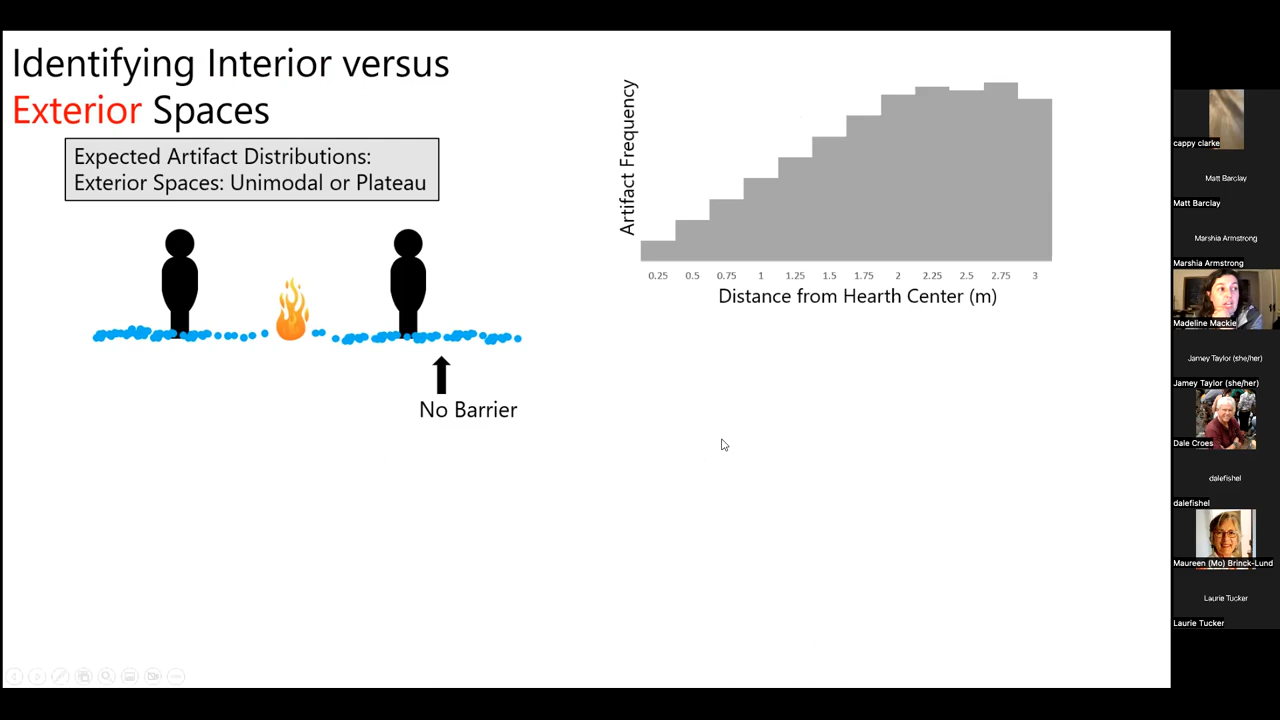 Identifying Interior versus
Exterior Spaces
Expected Artifact Distributions:
Exterior Spaces: Unimodal or Plateau
No Barrier
Artifact Frequency
0.25 0.5 0.75 1 1.25 1.5 1.75 2 2.25 2.5 2.75 3
Distance from Hearth Center (m)
cappy clarke
Matt Barclay
Matt Barclay
Marshia Armstrong
Marshia Armstrong
Madeline Mackie
Jamey Taylor (she/her)
Jamey Taylor (she/her)
Dale Croes
dalefishel
dalefishel
Maureen (Mo) Brinck-Lund
Laurie Tucker
Laurie Tucker